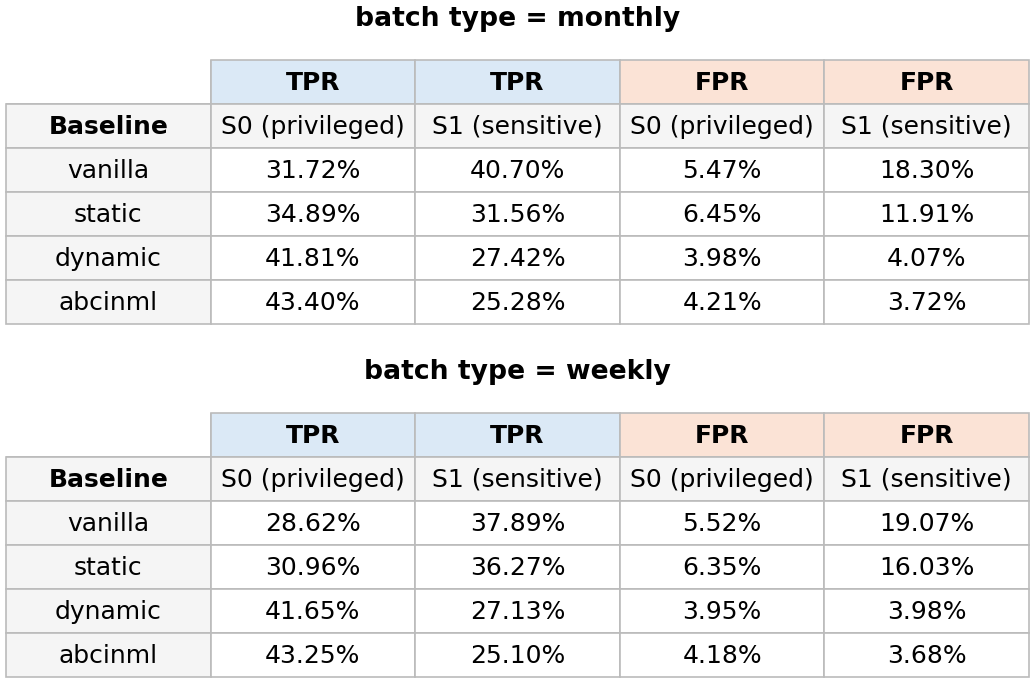 batch type = monthly
TPR TPR FPR FPR
Baseline S0 (privileged) S1 (sensitive) S0 (privileged) S1 (sensitive)
vanilla 31.72% 40.70% 5.47% 18.30%
static 34.89% 31.56% 6.45% 11.91%
dynamic 41.81% 27.42% 3.98% 4.07%
abcinml 43.40% 25.28% 4.21% 3.72%
batch type = weekly
TPR TPR FPR FPR
Baseline S0 (privileged) S1 (sensitive) S0 (privileged) S1 (sensitive)
vanilla 28.62% 37.89% 5.52% 19.07%
static 30.96% 36.27% 6.35% 16.03%
dynamic 41.65% 27.13% 3.95% 3.98%
abcinml 43.25% 25.10% 4.18% 3.68%